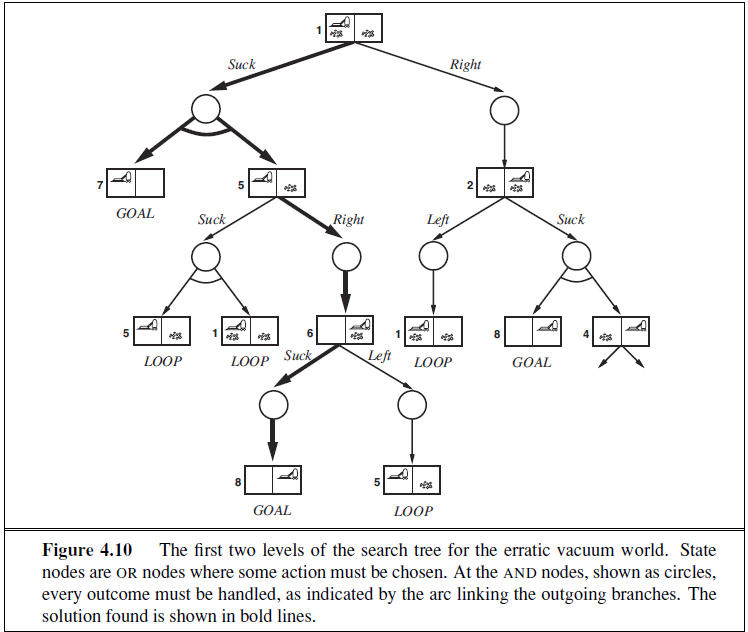 1
Suck
Right
7
5
2
GOAL
Suck
Right
Left
Suck
5
1
6
1
8
4
LOOP
LOOP
Suck
Left
LOOP
GOAL
8
5
GOAL
LOOP
Figure 4.10 The first two levels of the search tree for the erratic vacuum world. State
nodes are OR nodes where some action must be chosen. At the AND nodes, shown as circles,
every outcome must be handled, as indicated by the arc linking the outgoing branches. The
solution found is shown in bold lines.